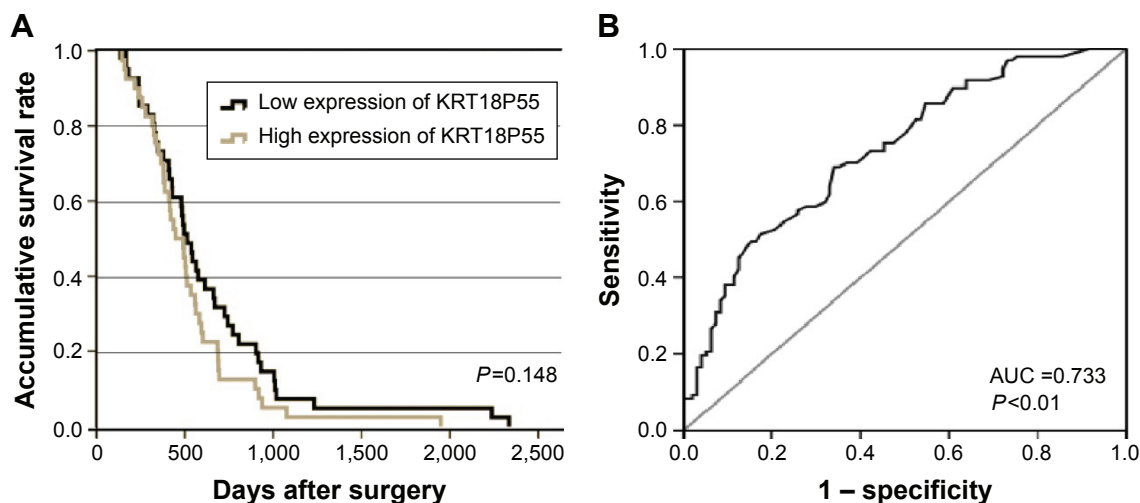 A
Accumulative survival rate
1.0
0.8
0.6
0.4
0.2
0.0
Low expression of KRT18P55
High expression of KRT18P55
P=0.148
0 500 1,000 1,500 2,000 2,500
Days after surgery
B
Sensitivity
1.0
0.8
0.6
0.4
0.2
0.0
AUC =0.733
P<0.01
0.0 0.2 0.4 0.6 0.8 1.0
1 – specificity